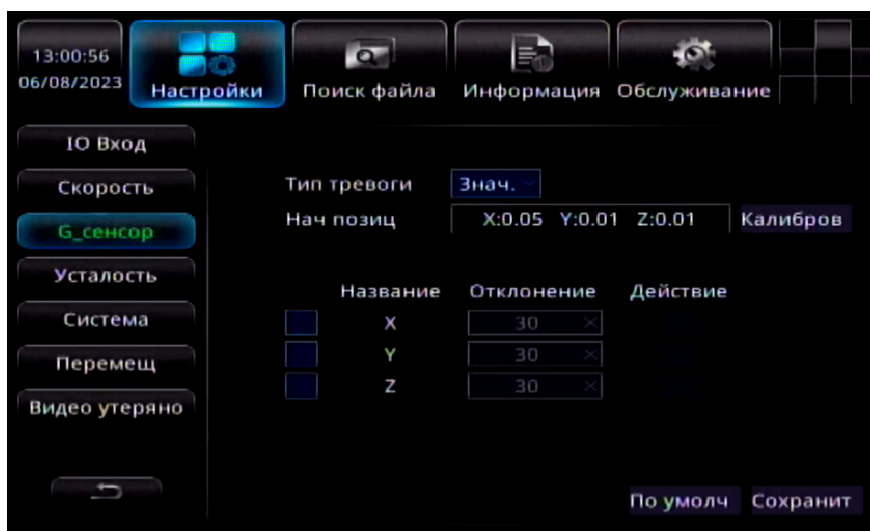 13:00:56
06/08/2023
Настройки
Поиск файла
Информация
Обслуживание
IO Вход
Скорость
G_сенсор
Усталость
Система
Перемещ
Видео утеряно
Тип тревоги
Знач.
Нач позиц
X:0.05 Y:0.01 Z:0.01
Калибров
Название
Отклонение
Действие
X
30
Y
30
Z
30
По умолч
Сохранит